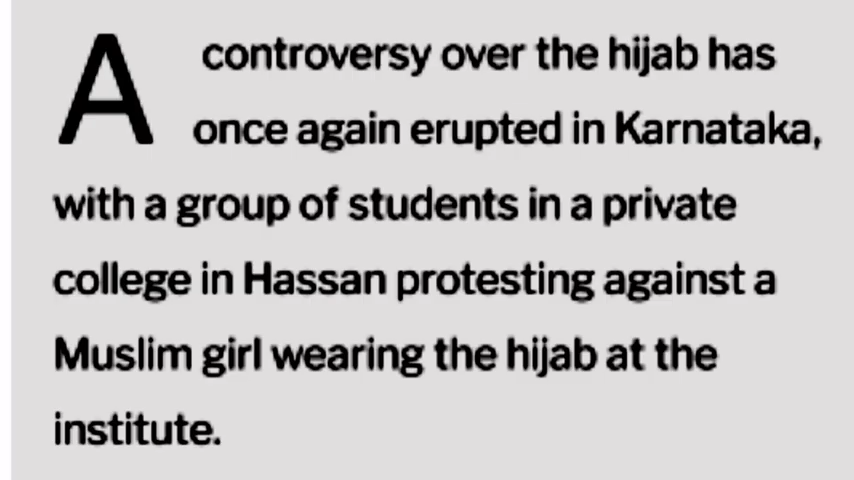 A controversy over the hijab has
once again erupted in Karnataka,
with a group of students in a private
college in Hassan protesting against a
Muslim girl wearing the hijab at the
institute.